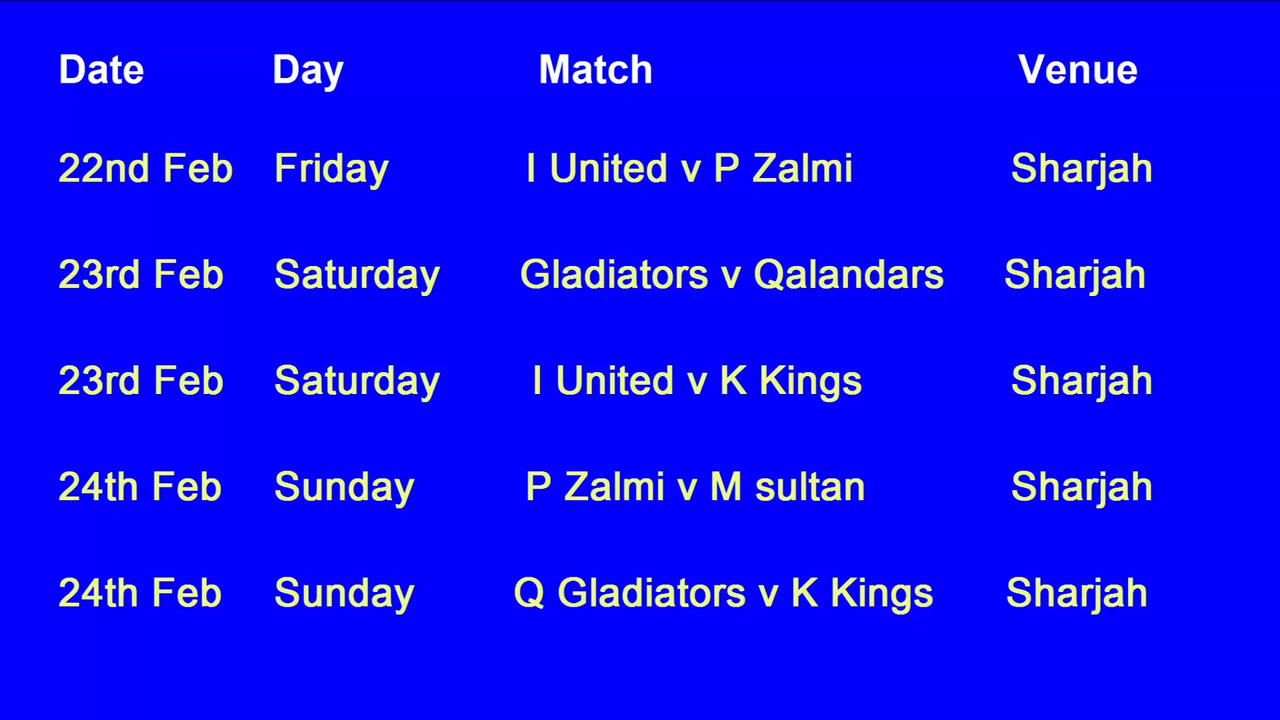 Date Day Match Venue
22nd Feb Friday I United v P Zalmi Sharjah
23rd Feb Saturday Gladiators v Qalandars Sharjah
23rd Feb Saturday I United v K Kings Sharjah
24th Feb Sunday P Zalmi v M sultan Sharjah
24th Feb Sunday Q Gladiators v K Kings Sharjah